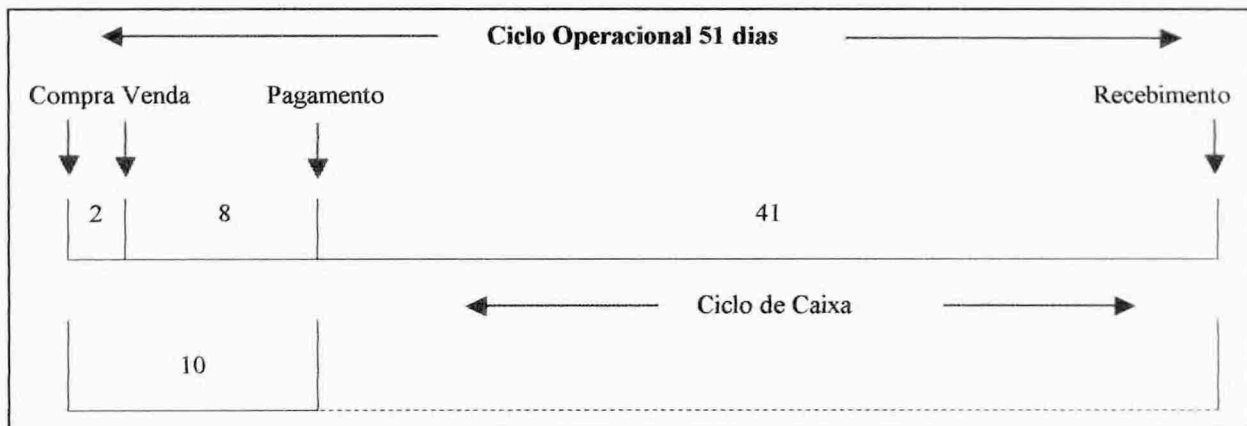 Ciclo Operacional 51 dias
Compra Venda Pagamento Recebimento
2 8 41
Ciclo de Caixa
10